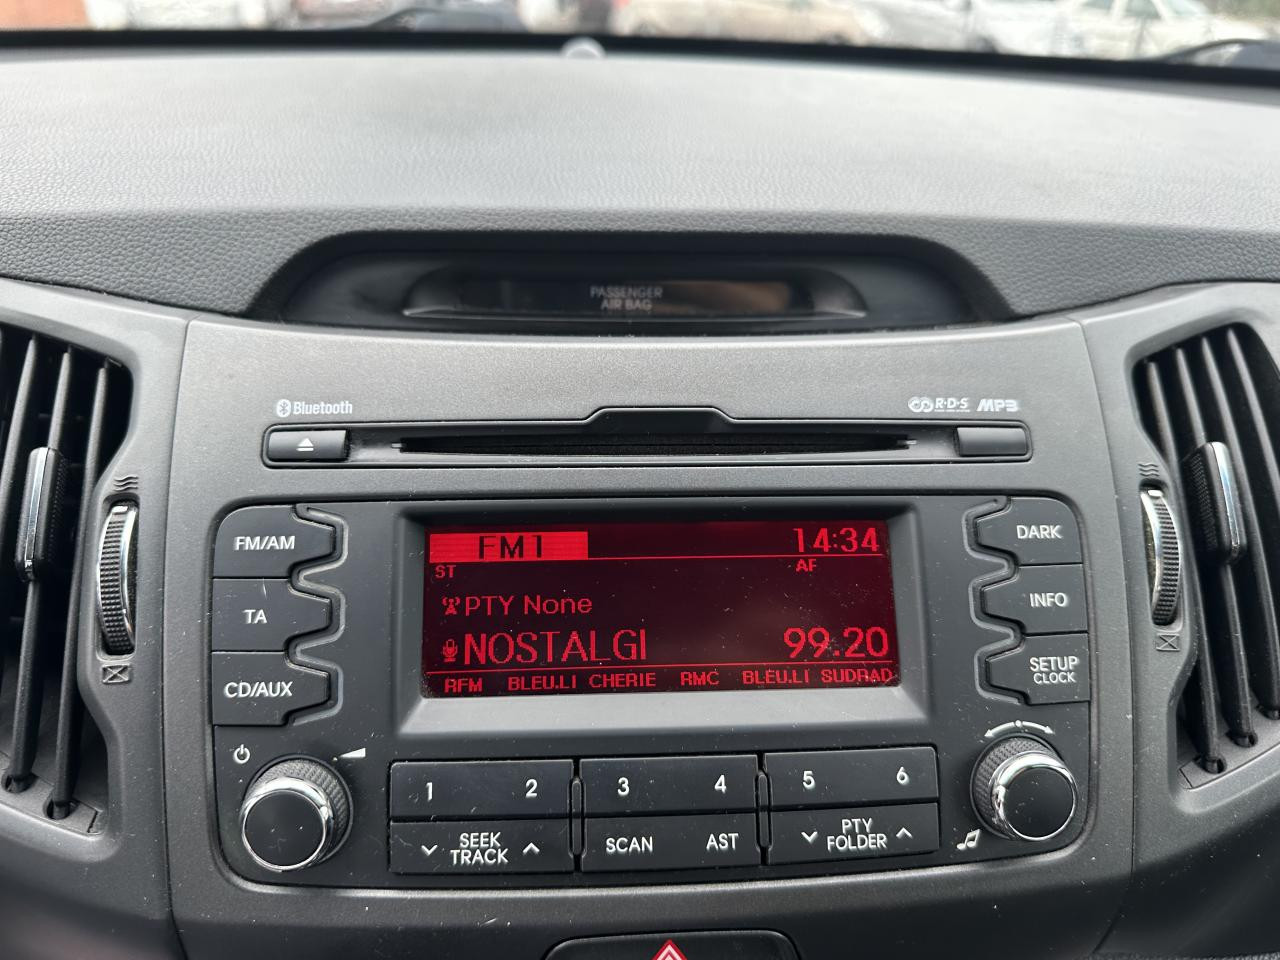 PASSENGER
AIR BAG
Bluetooth
R·D·S MP3
FM/AM
TA
CD/AUX
FM1 14:34
ST AF
PTY None
NOSTALGI 99.20
RFM BLEU.LI CHERIE RMC BLEU.LI SUDRAD
DARK
INFO
SETUP
CLOCK
1 2 3 4 5 6
SEEK
TRACK
SCAN AST
PTY
FOLDER